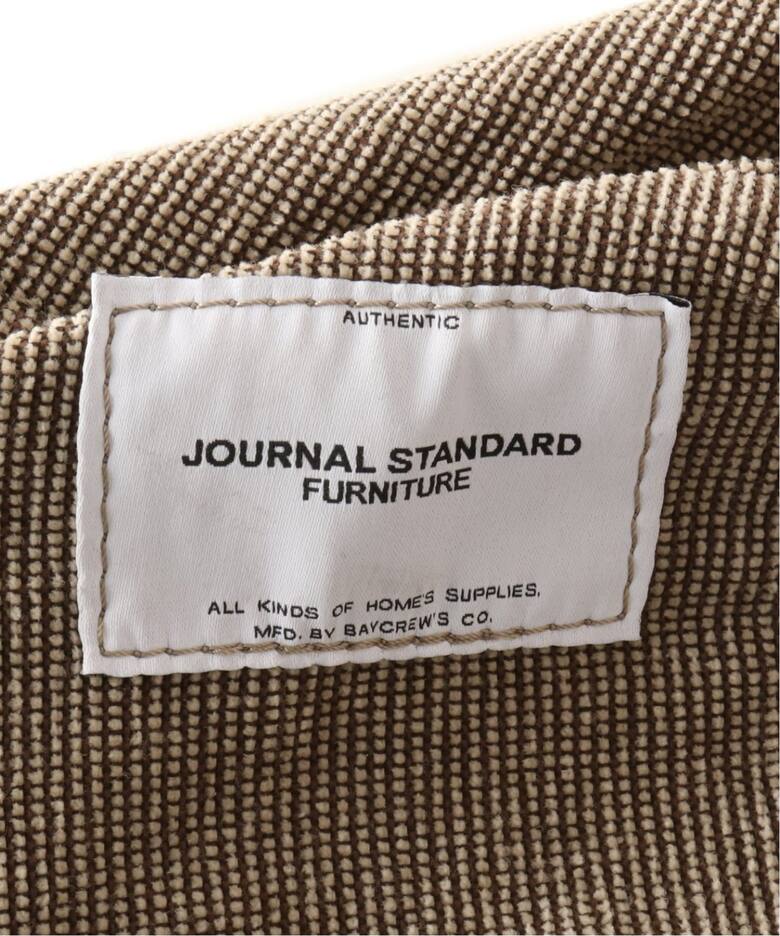 AUTHENTIC
JOURNAL STANDARD
FURNITURE
ALL KINDS OF HOME'S SUPPLIES,
MFD. BY BAYCREW'S CO.